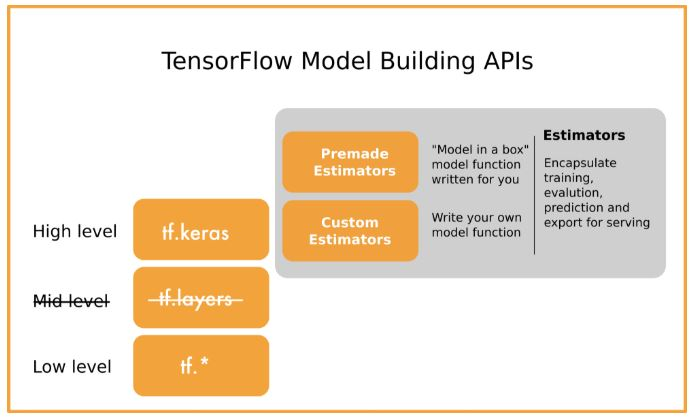 TensorFlow Model Building APIs
Premade
Estimators
"Model in a box"
model function
written for you
Estimators
Encapsulate
training,
evalution,
prediction and
export for serving
Custom
Estimators
Write your own
model function
High level
tf.keras
Mid level
tf.layers
Low level
tf.*